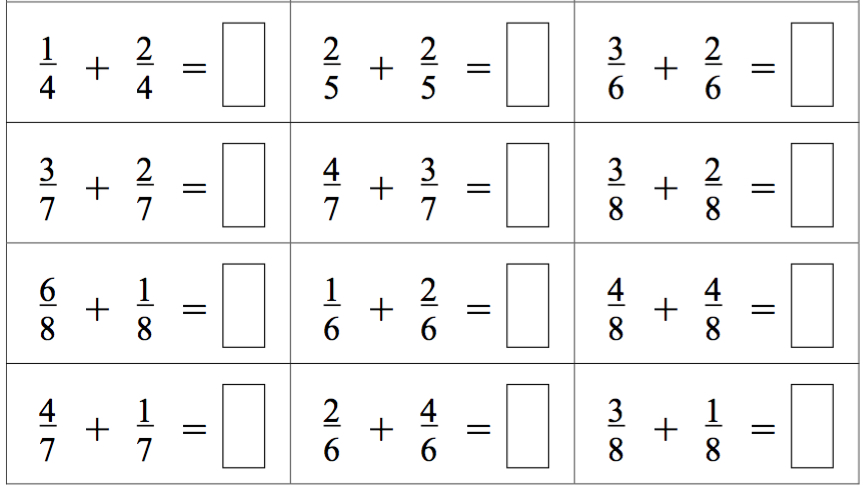 1/4 + 2/4 = 2/5 + 2/5 = 3/6 + 2/6 =
3/7 + 2/7 = 4/7 + 3/7 = 3/8 + 2/8 =
6/8 + 1/8 = 1/6 + 2/6 = 4/8 + 4/8 =
4/7 + 1/7 = 2/6 + 4/6 = 3/8 + 1/8 =